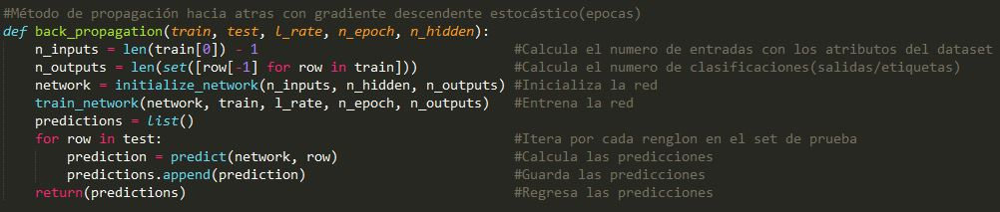 #Método de propagación hacia atras con gradiente descendente estocástico(epocas)
def back_propagation(train, test, l_rate, n_epoch, n_hidden):
    n_inputs = len(train[0]) - 1                                #Calcula el numero de entradas con los atributos del dataset
    n_outputs = len(set([row[-1] for row in train]))            #Calcula el numero de clasificaciones(salidas/etiquetas)
    network = initialize_network(n_inputs, n_hidden, n_outputs) #Inicializa la red
    train_network(network, train, l_rate, n_epoch, n_outputs)   #Entrena la red
    predictions = list()
    for row in test:                                            #Itera por cada renglon en el set de prueba
        prediction = predict(network, row)                      #Calcula las predicciones
        predictions.append(prediction)                          #Guarda las predicciones
    return(predictions)                                         #Regresa las predicciones